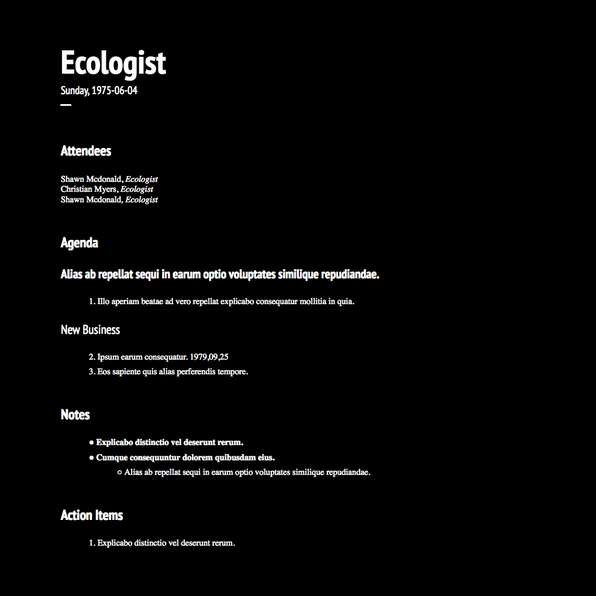 Ecologist
Sunday, 1975-06-04
—
Attendees
Shawn Mcdonald, Ecologist
Christian Myers, Ecologist
Shawn Mcdonald, Ecologist
Agenda
Alias ab repellat sequi in earum optio voluptates similique repudiandae.
1. Illo aperiam beatae ad vero repellat explicabo consequatur mollitia in quia.
New Business
2. Ipsum earum consequatur. 1979,09,25
3. Eos sapiente quis alias perferendis tempore.
Notes
● Explicabo distinctio vel deserunt rerum.
● Cumque consequuntur dolorem quibusdam eius.
○ Alias ab repellat sequi in earum optio voluptates similique repudiandae.
Action Items
1. Explicabo distinctio vel deserunt rerum.